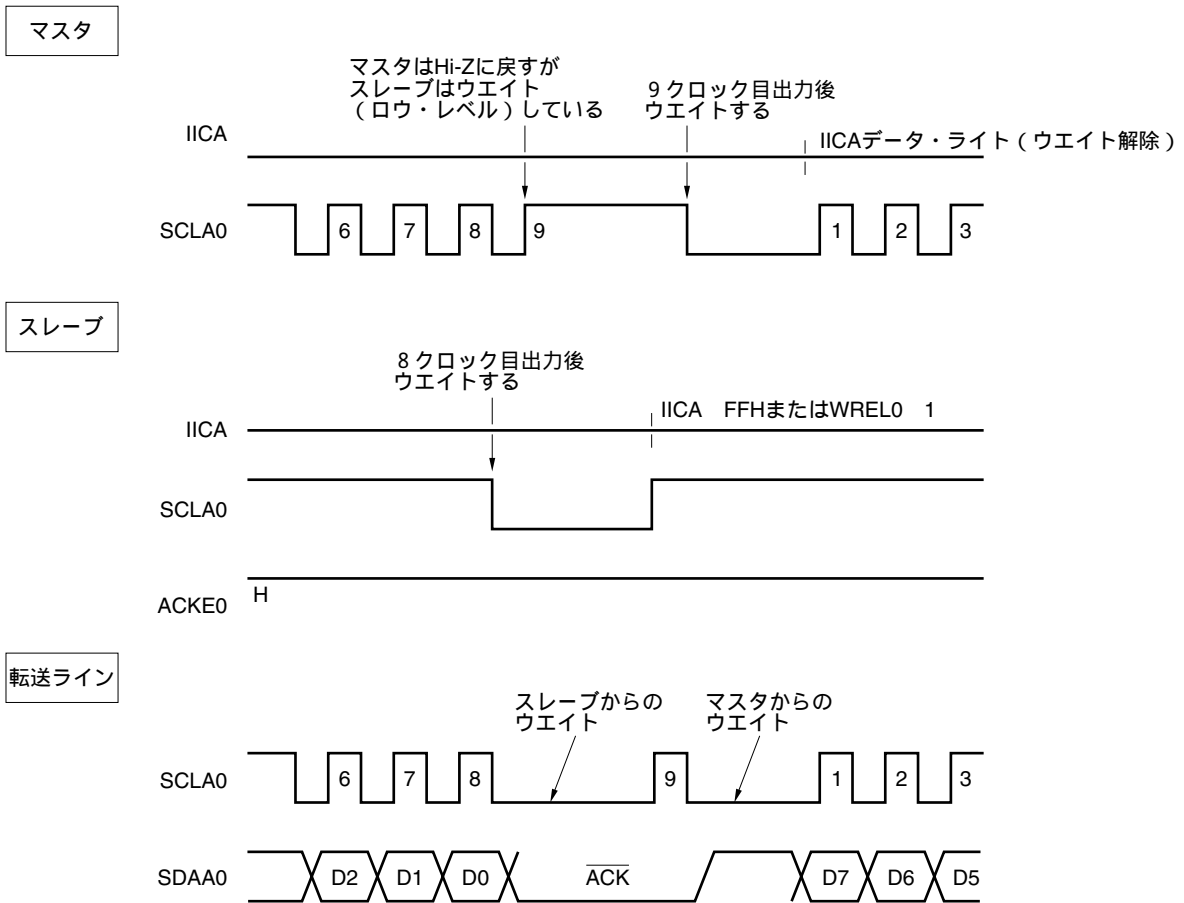 マスタ
マスタはHi-Zに戻すが
スレーブはウエイト
（ロウ・レベル）している
9クロック目出力後
ウエイトする
IICA
IICAデータ・ライト（ウエイト解除）
SCLA0
6 7 8 9 1 2 3
スレーブ
8クロック目出力後
ウエイトする
IICA FFHまたはWREL0 1
IICA
SCLA0
ACKE0
H
転送ライン
スレーブからの
ウエイト
マスタからの
ウエイト
SCLA0
6 7 8 9 1 2 3
SDAA0
D2 D1 D0 ACK D7 D6 D5